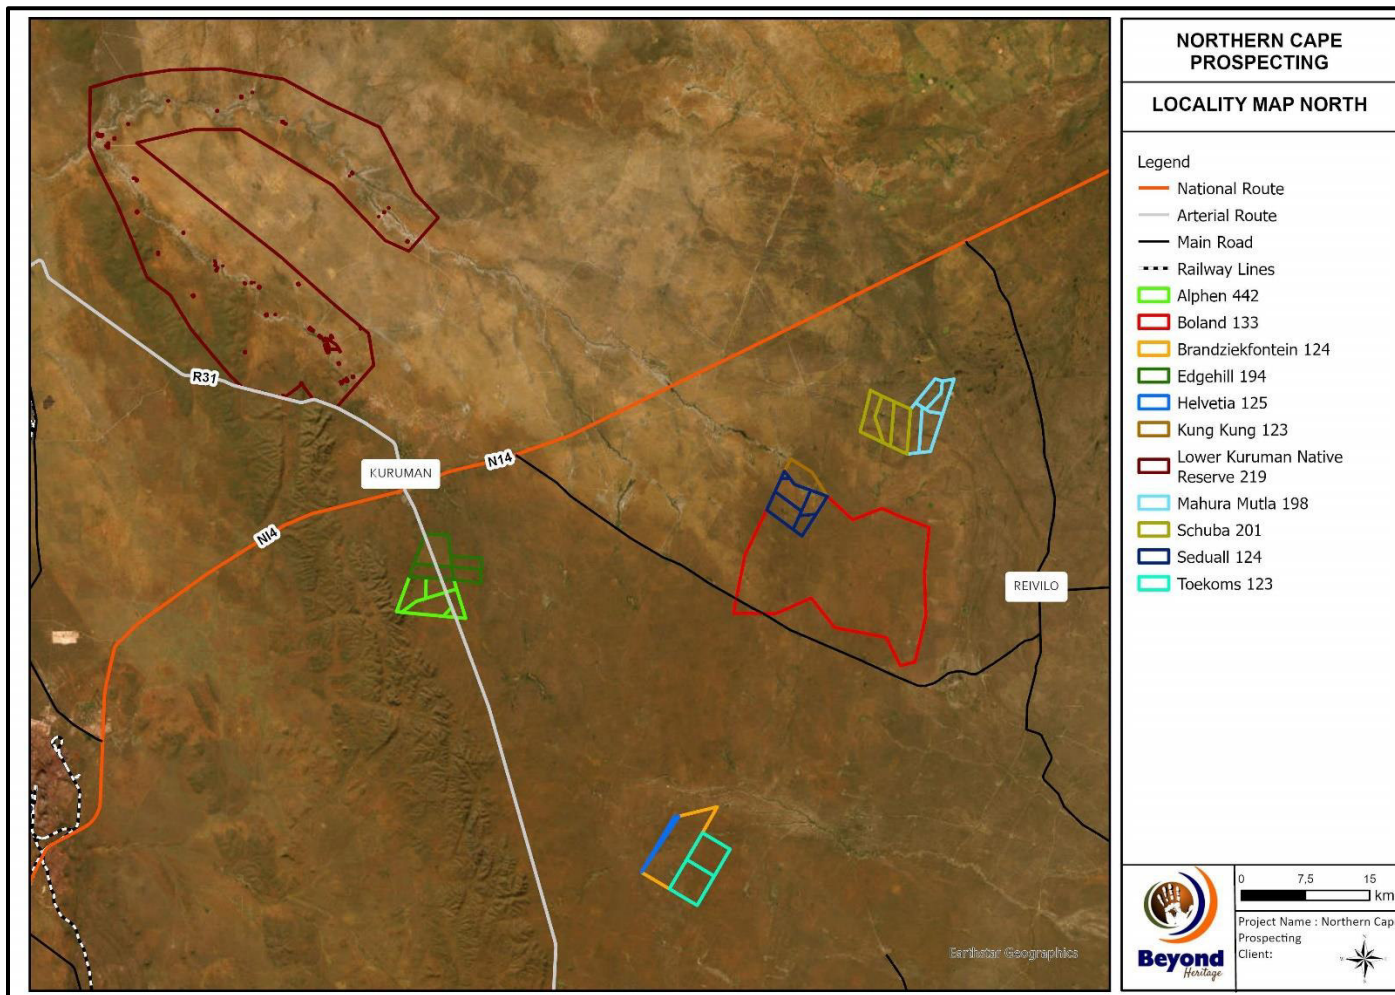 NORTHERN CAPE
PROSPECTING
LOCALITY MAP NORTH
Legend
National Route
Arterial Route
Main Road
Railway Lines
Alphen 442
Boland 133
Brandziekfontein 124
Edgehill 194
Helvetia 125
Kung Kung 123
Lower Kuruman Native
Reserve 219
Mahura Mutla 198
Schuba 201
Seduall 124
Toekoms 123
R31
KURUMAN
N14
N14
REIVILO
Earthstar Geographics
0 7,5 15
km
Project Name : Northern Cap
Prospecting
Client:
Beyond
Heritage